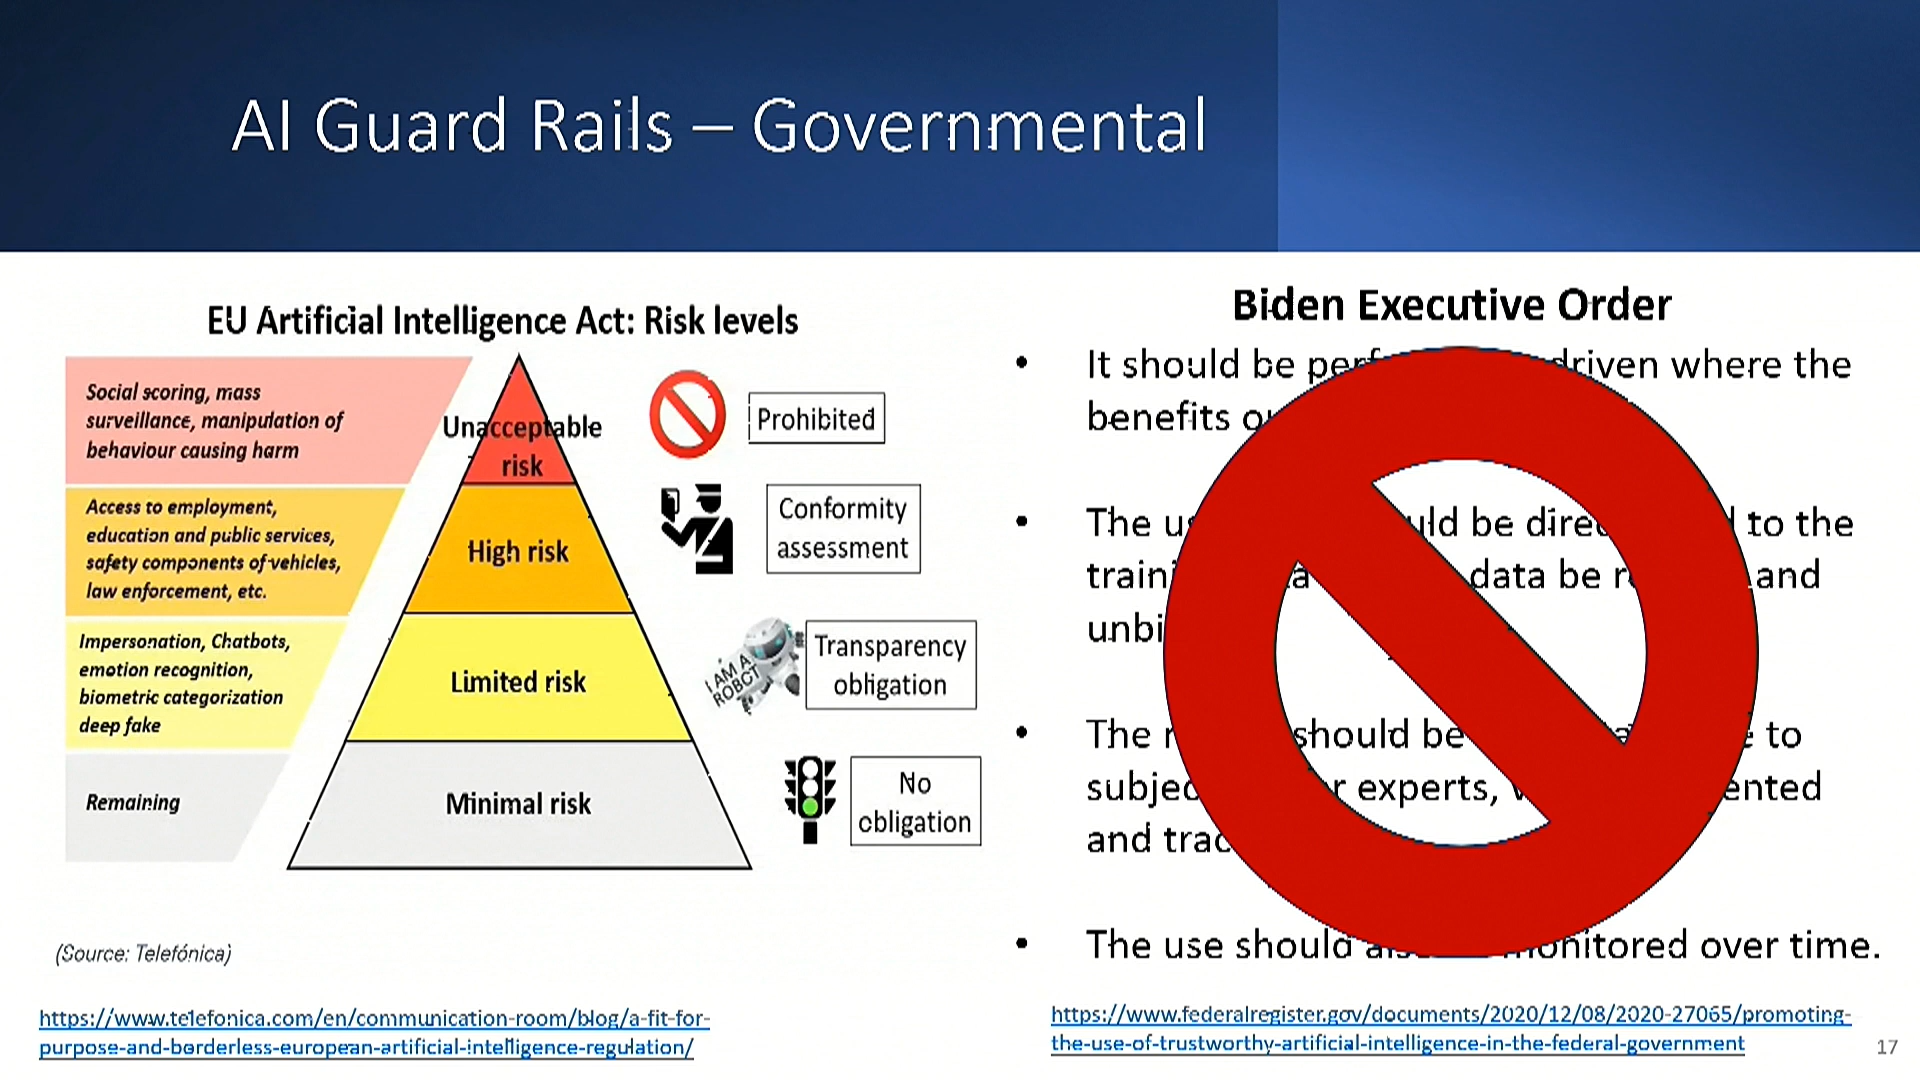 AI Guard Rails – Governmental
EU Artificial Intelligence Act: Risk levels
Social scoring, mass
surveillance, manipulation of
behaviour causing harm
Unacceptable
risk
Prohibited
Access to employment,
education and public services,
safety components of vehicles,
law enforcement, etc.
High risk
Conformity
assessment
Impersonation, Chatbots,
emotion recognition,
biometric categorization
deep fake
Limited risk
I AM A
ROBOT
Transparency
obligation
Remaining
Minimal risk
No
obligation
(Source: Telefónica)
https://www.telefonica.com/en/communication-room/blog/a-fit-for-
purpose-and-borderless-european-artificial-intelligence-regulation/
Biden Executive Order
• It should be driven where the
benefits
• The be to the
data be and
• The should be to
experts,
and
• The use should over time.
https://www.federalregister.gov/documents/2020/12/08/2020-27065/promoting-
the-use-of-trustworthy-artificial-intelligence-in-the-federal-government
17